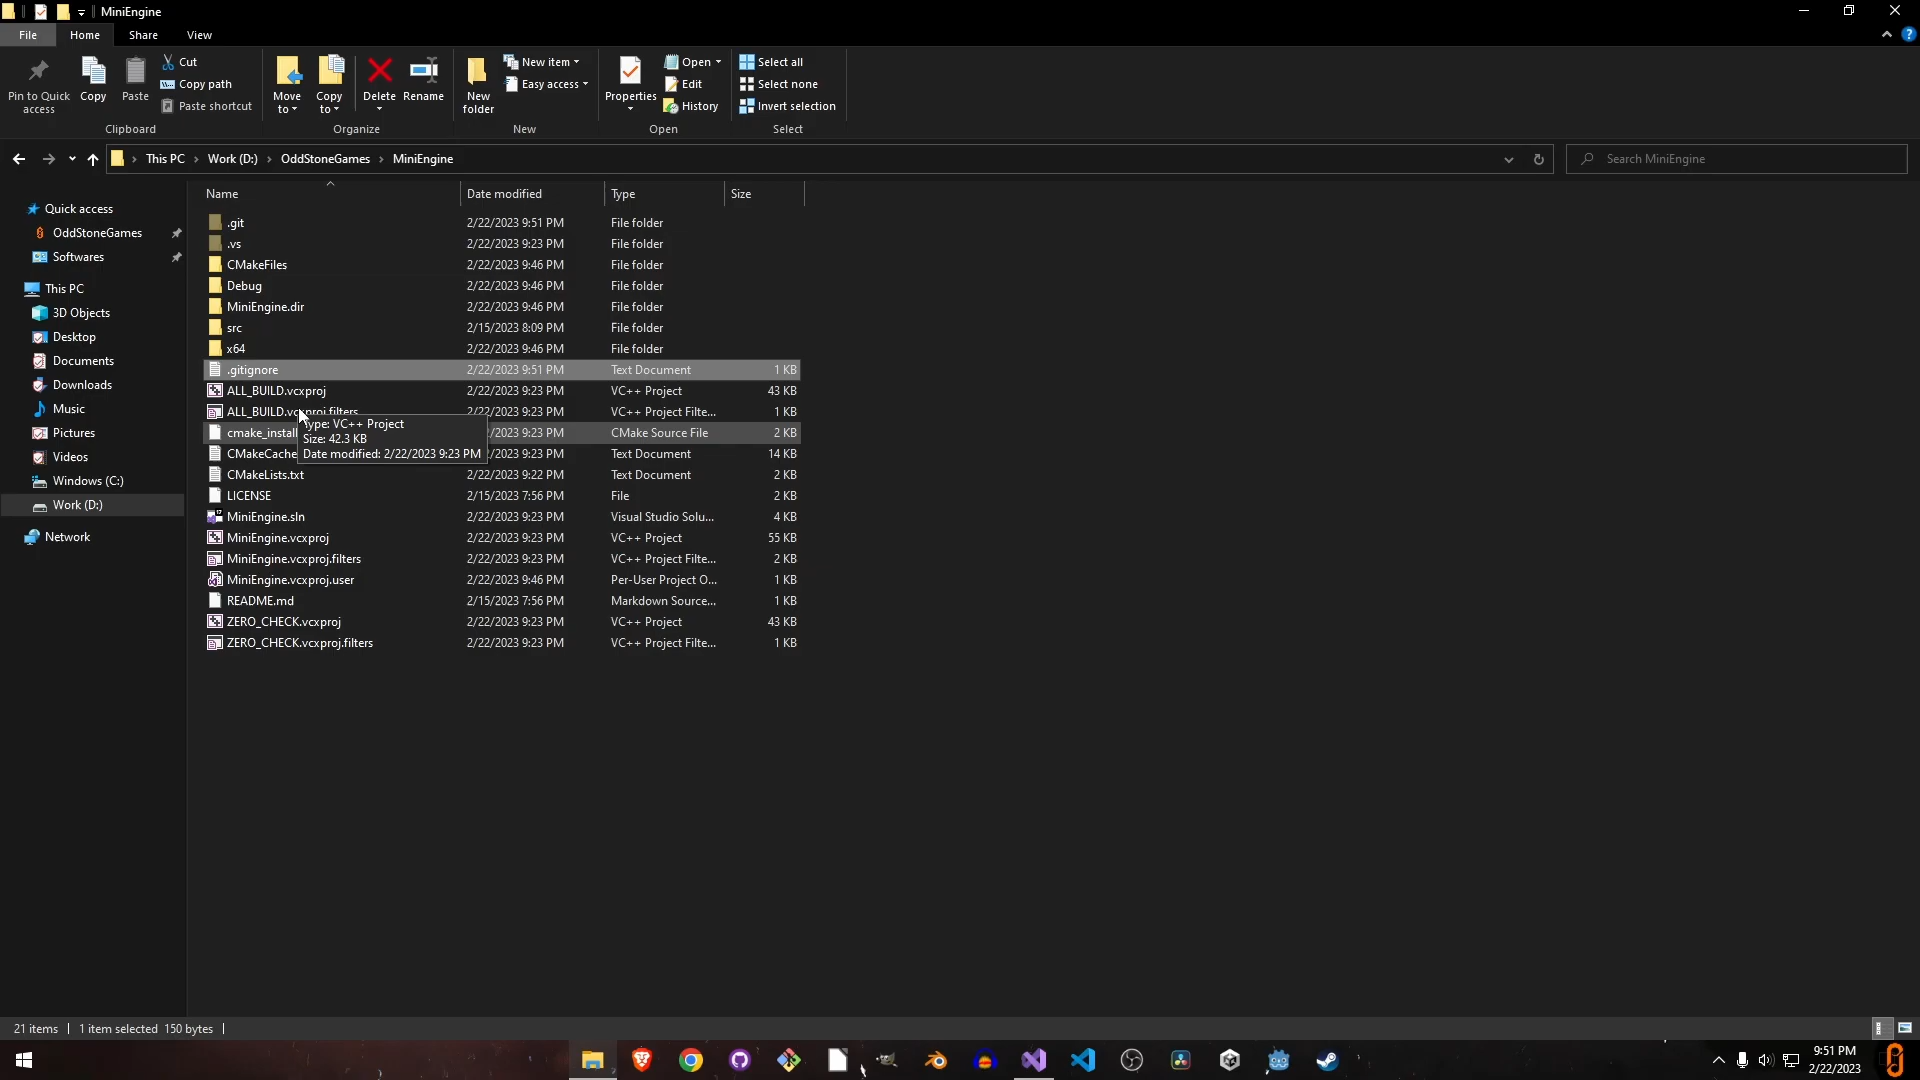 MiniEngine
File
Home
Share
View
Pin to Quick access
Copy
Paste
Cut
Copy path
Paste shortcut
Clipboard
Move to
Copy to
Delete
Rename
Organize
New folder
New item
Easy access
New
Properties
Open
Edit
History
Open
Select all
Select none
Invert selection
Select
This PC
Work (D:)
OddStoneGames
MiniEngine
Search MiniEngine
Name
Date modified
Type
Size
Quick access
OddStoneGames
Softwares
This PC
3D Objects
Desktop
Documents
Downloads
Music
Pictures
Videos
Windows (C:)
Work (D:)
Network
.git 2/22/2023 9:51 PM File folder
.vs 2/22/2023 9:23 PM File folder
CMakeFiles 2/22/2023 9:46 PM File folder
Debug 2/22/2023 9:46 PM File folder
MiniEngine.dir 2/22/2023 9:46 PM File folder
src 2/15/2023 8:09 PM File folder
x64 2/22/2023 9:46 PM File folder
.gitignore 2/22/2023 9:51 PM Text Document 1 KB
ALL_BUILD.vcxproj 2/22/2023 9:23 PM VC++ Project 43 KB
ALL_BUILD.vcxproj.filters 2/22/2023 9:23 PM VC++ Project Filte... 1 KB
cmake_install 9:23 PM CMake Source File 2 KB
CMakeCache 9:23 PM Text Document 14 KB
Type: VC++ Project
Size: 42.3 KB
Date modified: 2/22/2023 9:23 PM
CMakeLists.txt 2/22/2023 9:22 PM Text Document 2 KB
LICENSE 2/15/2023 7:56 PM File 2 KB
MiniEngine.sln 2/22/2023 9:23 PM Visual Studio Solu... 4 KB
MiniEngine.vcxproj 2/22/2023 9:23 PM VC++ Project 55 KB
MiniEngine.vcxproj.filters 2/22/2023 9:23 PM VC++ Project Filte... 2 KB
MiniEngine.vcxproj.user 2/22/2023 9:46 PM Per-User Project O... 1 KB
README.md 2/15/2023 7:56 PM Markdown Source... 1 KB
ZERO_CHECK.vcxproj 2/22/2023 9:23 PM VC++ Project 43 KB
ZERO_CHECK.vcxproj.filters 2/22/2023 9:23 PM VC++ Project Filte... 1 KB
21 items
1 item selected 150 bytes
9:51 PM
2/22/2023